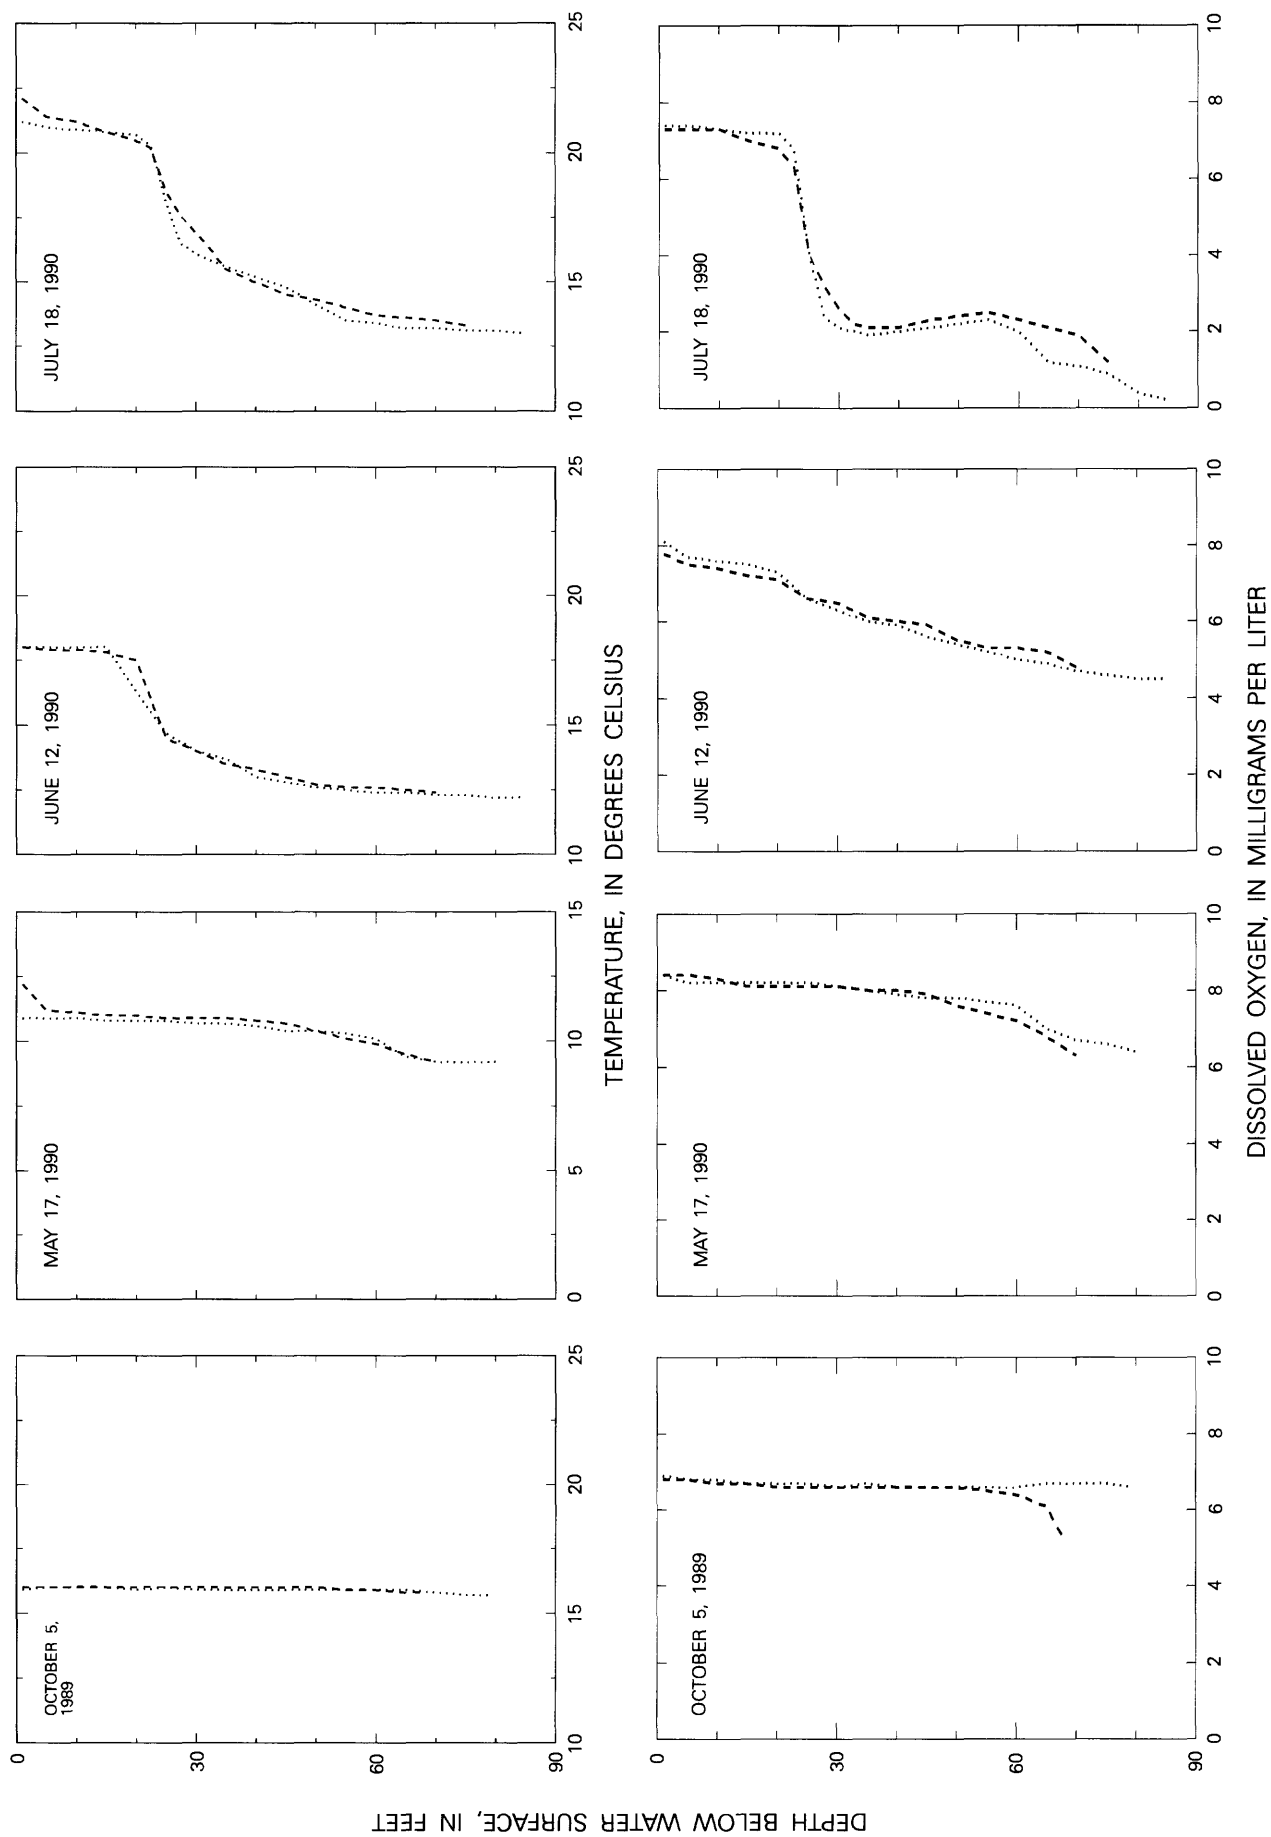 DEPTH BELOW WATER SURFACE, IN FEET
0
30
60
90
OCTOBER 5,
1989
MAY 17, 1990
JUNE 12, 1990
JULY 18, 1990
10 15 20 25
0 5 10 15
10 15 20 25
10 15 20 25
TEMPERATURE, IN DEGREES CELSIUS
0
30
60
90
OCTOBER 5, 1989
MAY 17, 1990
JUNE 12, 1990
JULY 18, 1990
0 2 4 6 8 10
0 2 4 6 8 10
0 2 4 6 8 10
0 2 4 6 8 10
DISSOLVED OXYGEN, IN MILLIGRAMS PER LITER